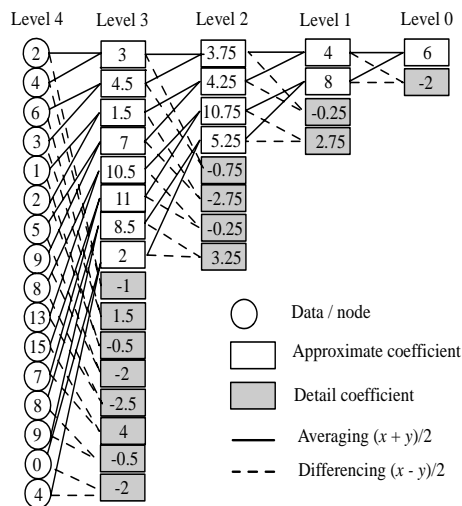 Level 4 Level 3 Level 2 Level 1 Level 0
2 3 3.75 4 6
4 4.5 4.25 8 -2
6 1.5 10.75 -0.25
3 7 5.25 2.75
1 10.5 -0.75
2 11 -2.75
5 8.5 -0.25
9 2 3.25
8 -1
13 1.5 Data / node
15 -0.5 Approximate coefficient
7 -2
8 -2.5 Detail coefficient
9 4 Averaging (x + y)/2
0 -0.5 Differencing (x - y)/2
4 -2